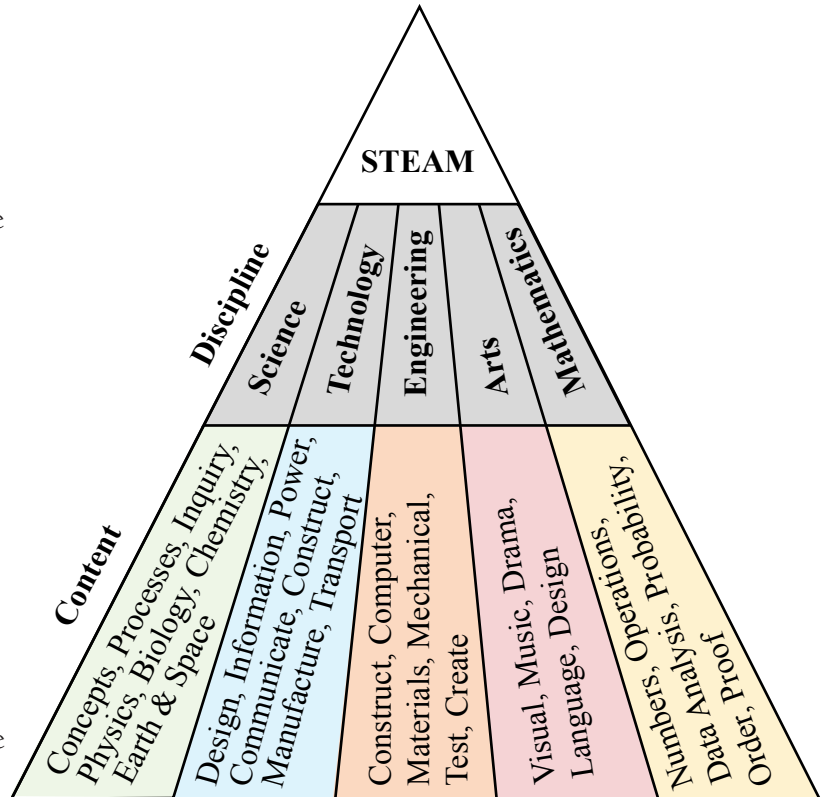 STEAM
Discipline
Science
Technology
Engineering
Arts
Mathematics
Content
Concepts, Processes, Inquiry,
Physics, Biology, Chemistry,
Earth & Space
Design, Information, Power,
Communicate, Construct,
Manufacture, Transport
Construct, Computer,
Materials, Mechanical,
Test, Create
Visual, Music, Drama,
Language, Design
Numbers, Operations,
Data Analysis, Probability,
Order, Proof